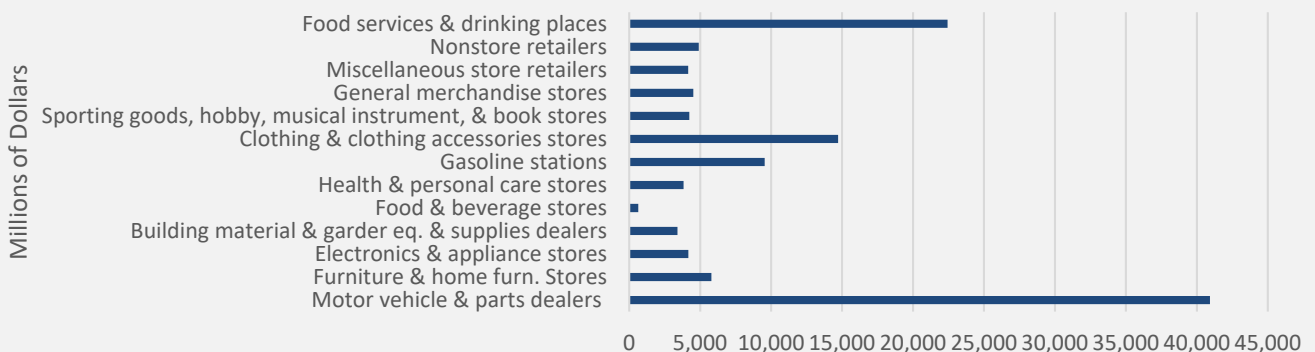 Millions of Dollars
Food services & drinking places
Nonstore retailers
Miscellaneous store retailers
General merchandise stores
Sporting goods, hobby, musical instrument, & book stores
Clothing & clothing accessories stores
Gasoline stations
Health & personal care stores
Food & beverage stores
Building material & garder eq. & supplies dealers
Electronics & appliance stores
Furniture & home furn. Stores
Motor vehicle & parts dealers
0 5,000 10,000 15,000 20,000 25,000 30,000 35,000 40,000 45,000